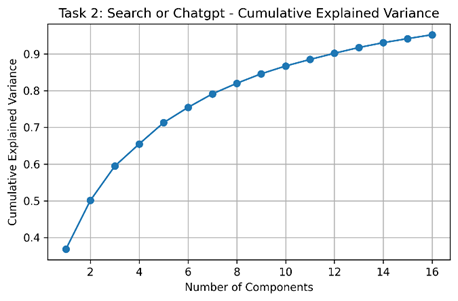 Task 2: Search or Chatgpt - Cumulative Explained Variance
Cumulative Explained Variance
0.9
0.8
0.7
0.6
0.5
0.4
2 4 6 8 10 12 14 16
Number of Components